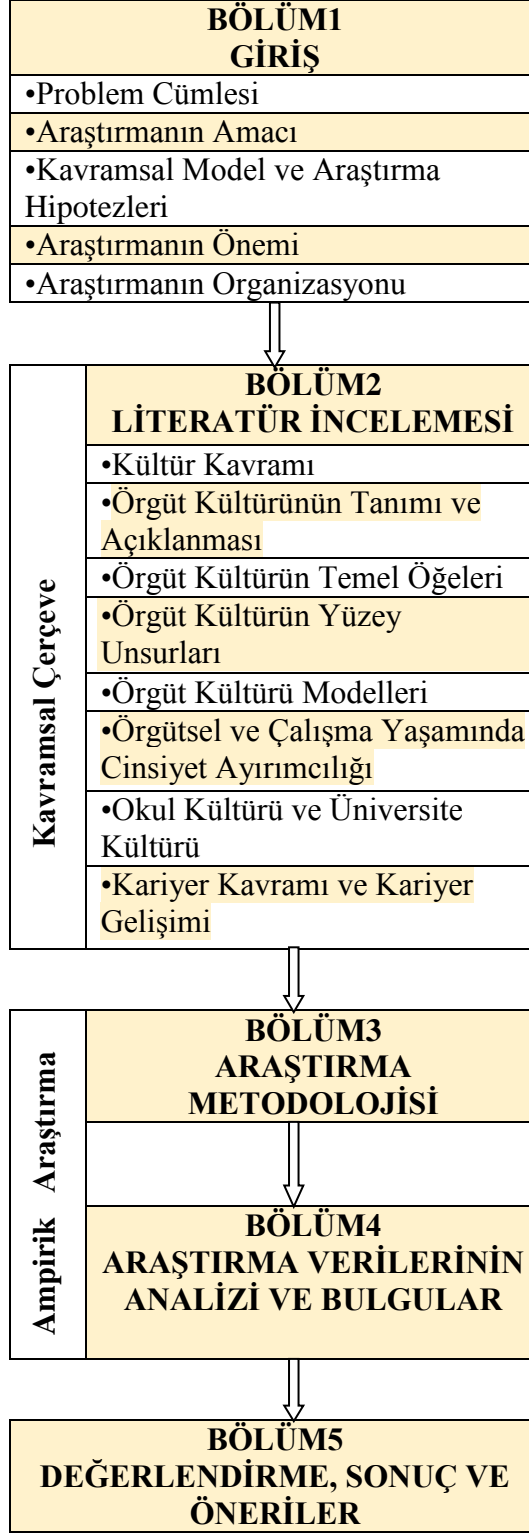 BÖLÜM1
GİRİŞ
•Problem Cümlesi
•Araştırmanın Amacı
•Kavramsal Model ve Araştırma
Hipotezleri
•Araştırmanın Önemi
•Araştırmanın Organizasyonu
Kavramsal Çerçeve
BÖLÜM2
LİTERATÜR İNCELEMESİ
•Kültür Kavramı
•Örgüt Kültürünün Tanımı ve
Açıklanması
•Örgüt Kültürün Temel Öğeleri
•Örgüt Kültürün Yüzey
Unsurları
•Örgüt Kültürü Modelleri
•Örgütsel ve Çalışma Yaşamında
Cinsiyet Ayırımcılığı
•Okul Kültürü ve Üniversite
Kültürü
•Kariyer Kavramı ve Kariyer
Gelişimi
Ampirik Araştırma
BÖLÜM3
ARAŞTIRMA
METODOLOJİSİ
BÖLÜM4
ARAŞTIRMA VERİLERİNİN
ANALİZİ VE BULGULAR
BÖLÜM5
DEĞERLENDİRME, SONUÇ VE
ÖNERİLER